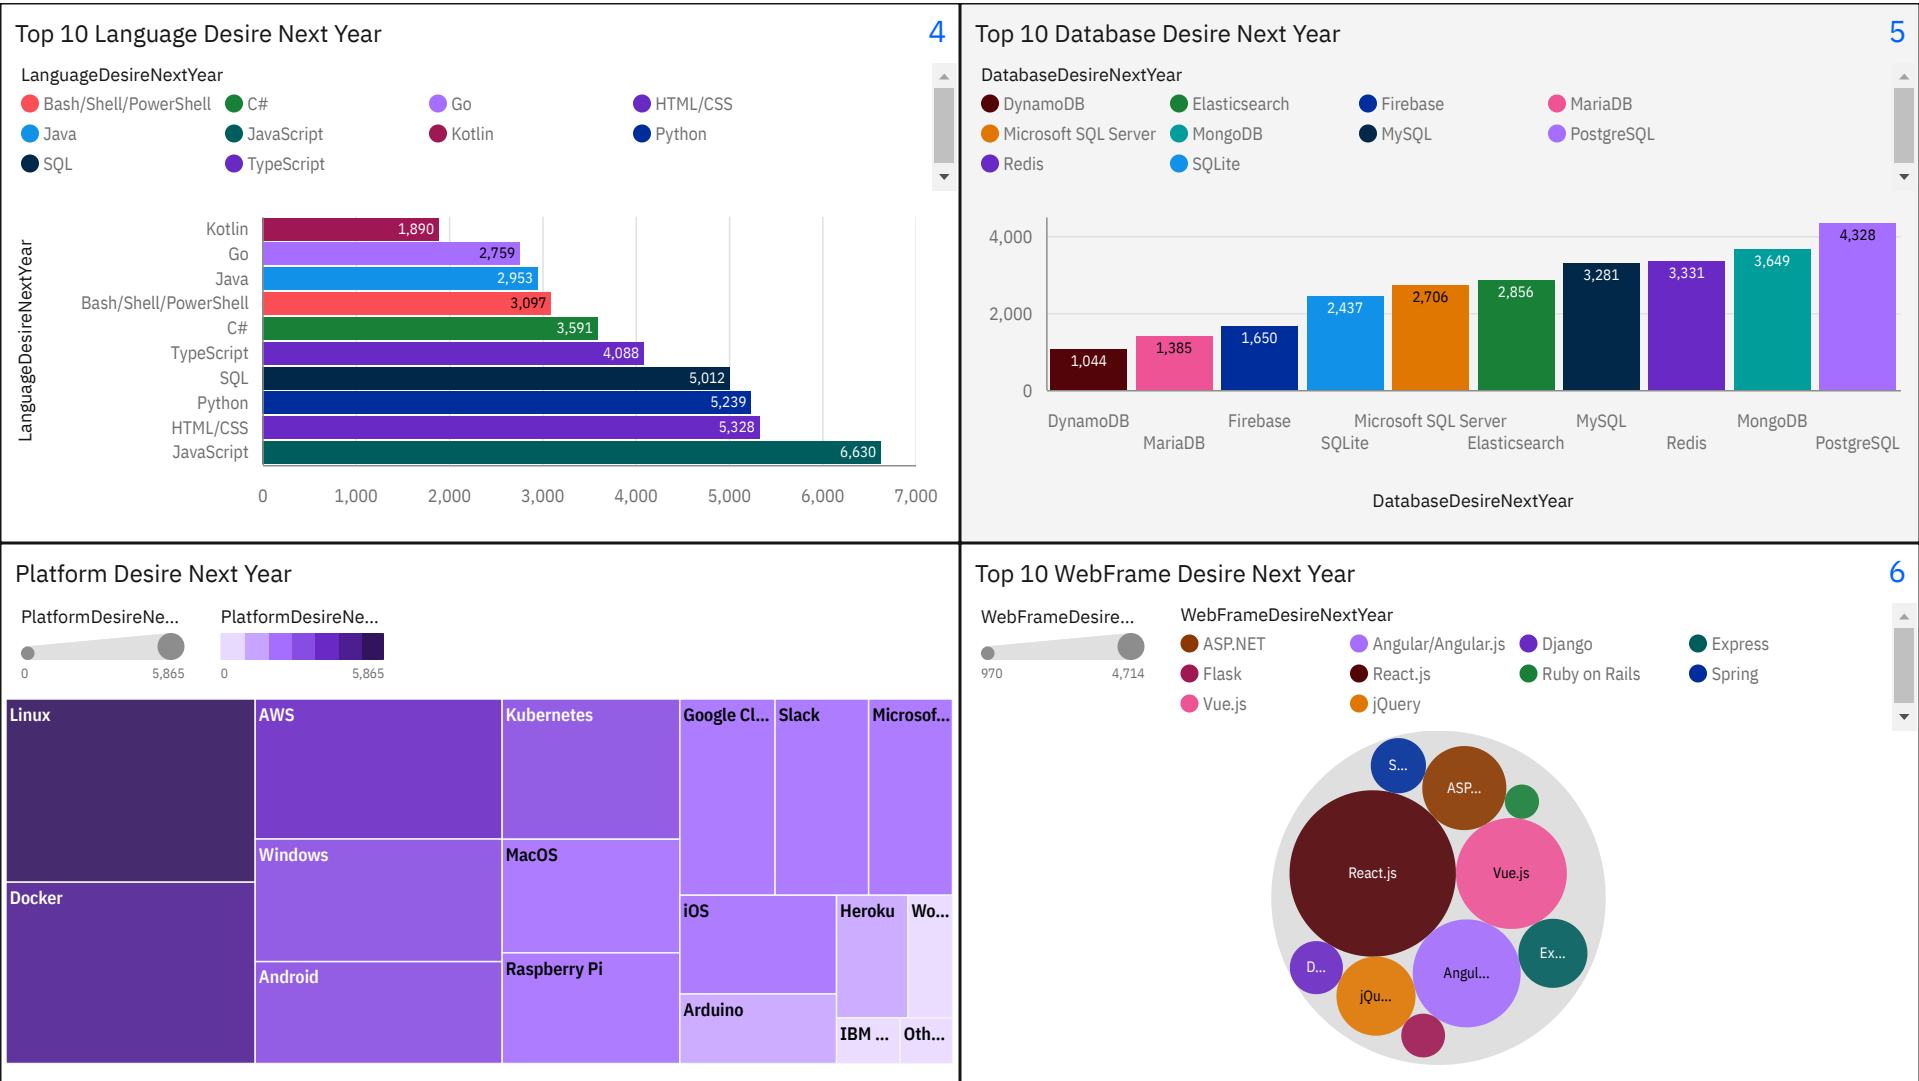 Top 10 Language Desire Next Year
4
LanguageDesireNextYear
Bash/Shell/PowerShell C# Go HTML/CSS
Java JavaScript Kotlin Python
SQL TypeScript
LanguageDesireNextYear
Kotlin 1,890
Go 2,759
Java 2,953
Bash/Shell/PowerShell 3,097
C# 3,591
TypeScript 4,088
SQL 5,012
Python 5,239
HTML/CSS 5,328
JavaScript 6,630
0 1,000 2,000 3,000 4,000 5,000 6,000 7,000
Top 10 Database Desire Next Year
5
DatabaseDesireNextYear
DynamoDB Elasticsearch Firebase MariaDB
Microsoft SQL Server MongoDB MySQL PostgreSQL
Redis SQLite
4,000
2,000
0
1,044 1,385 1,650 2,437 2,706 2,856 3,281 3,331 3,649 4,328
DynamoDB Firebase Microsoft SQL Server MySQL MongoDB
MariaDB SQLite Elasticsearch Redis PostgreSQL
DatabaseDesireNextYear
Platform Desire Next Year
PlatformDesireNe... PlatformDesireNe...
0 5,865 0 5,865
Linux AWS Kubernetes Google Cl... Slack Microsof...
Windows MacOS
Docker iOS Heroku Wo...
Android Raspberry Pi
Arduino IBM ... Oth...
Top 10 WebFrame Desire Next Year
6
WebFrameDesire... WebFrameDesireNextYear
970 4,714
ASP.NET Angular/Angular.js Django Express
Flask React.js Ruby on Rails Spring
Vue.js jQuery
S... ASP...
React.js Vue.js
D... Angul... Ex...
jQu...